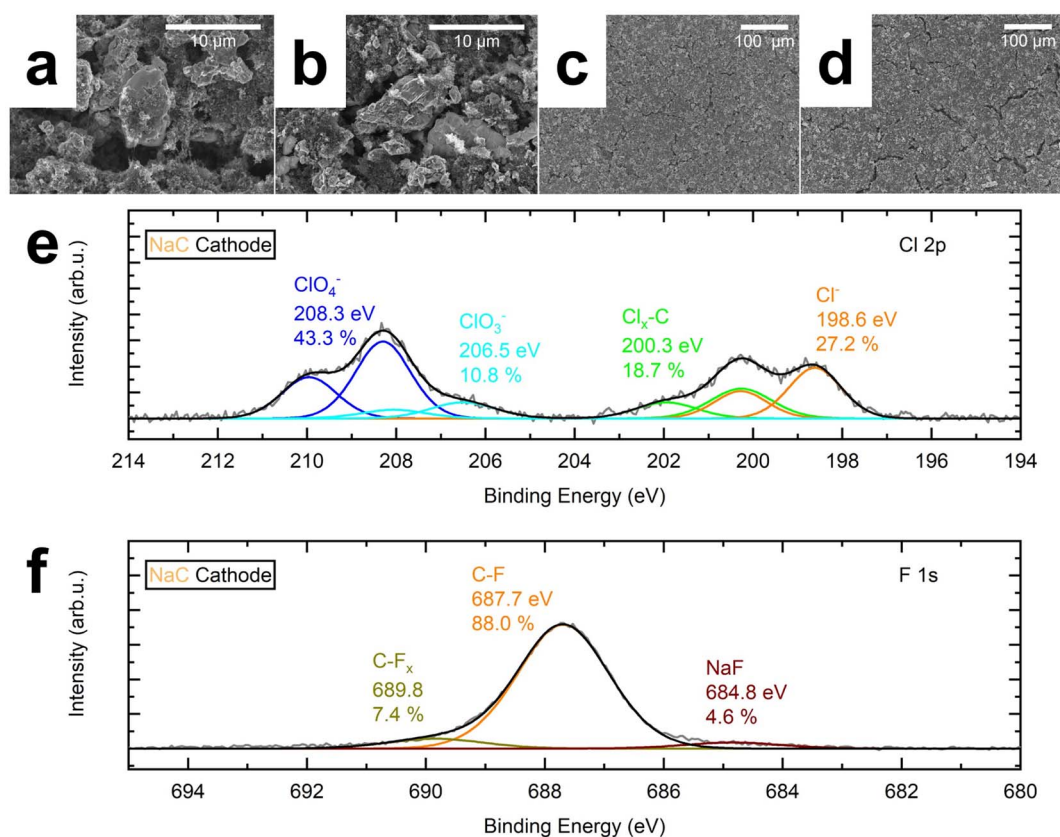 a
10 µm
b
10 µm
c
100 µm
d
100 µm
e
NaC Cathode
Cl 2p
ClO4-
208.3 eV
43.3 %
ClO3-
206.5 eV
10.8 %
Clx-C
200.3 eV
18.7 %
Cl-
198.6 eV
27.2 %
Intensity (arb.u.)
214 212 210 208 206 204 202 200 198 196 194
Binding Energy (eV)
f
NaC Cathode
F 1s
C-F
687.7 eV
88.0 %
C-Fx
689.8
7.4 %
NaF
684.8 eV
4.6 %
Intensity (arb.u.)
694 692 690 688 686 684 682 680
Binding Energy (eV)